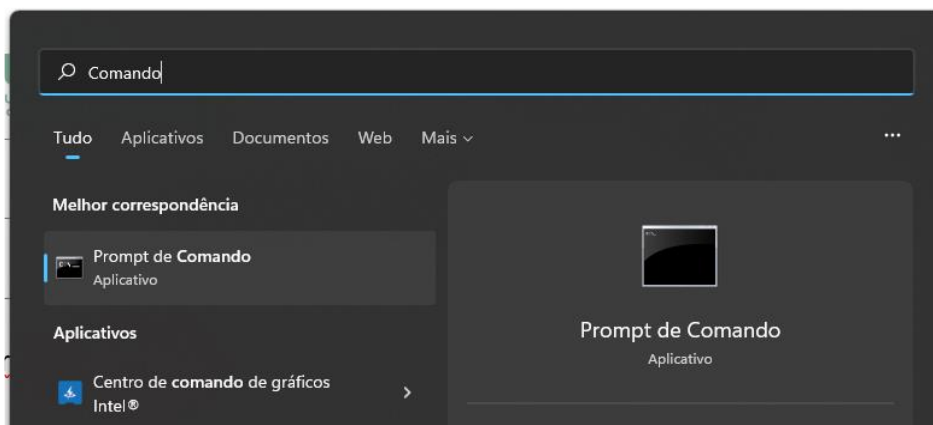 Comando
Tudo Aplicativos Documentos Web Mais
Melhor correspondência
Prompt de Comando
Aplicativo
Aplicativos
Centro de comando de gráficos
Intel®
Prompt de Comando
Aplicativo